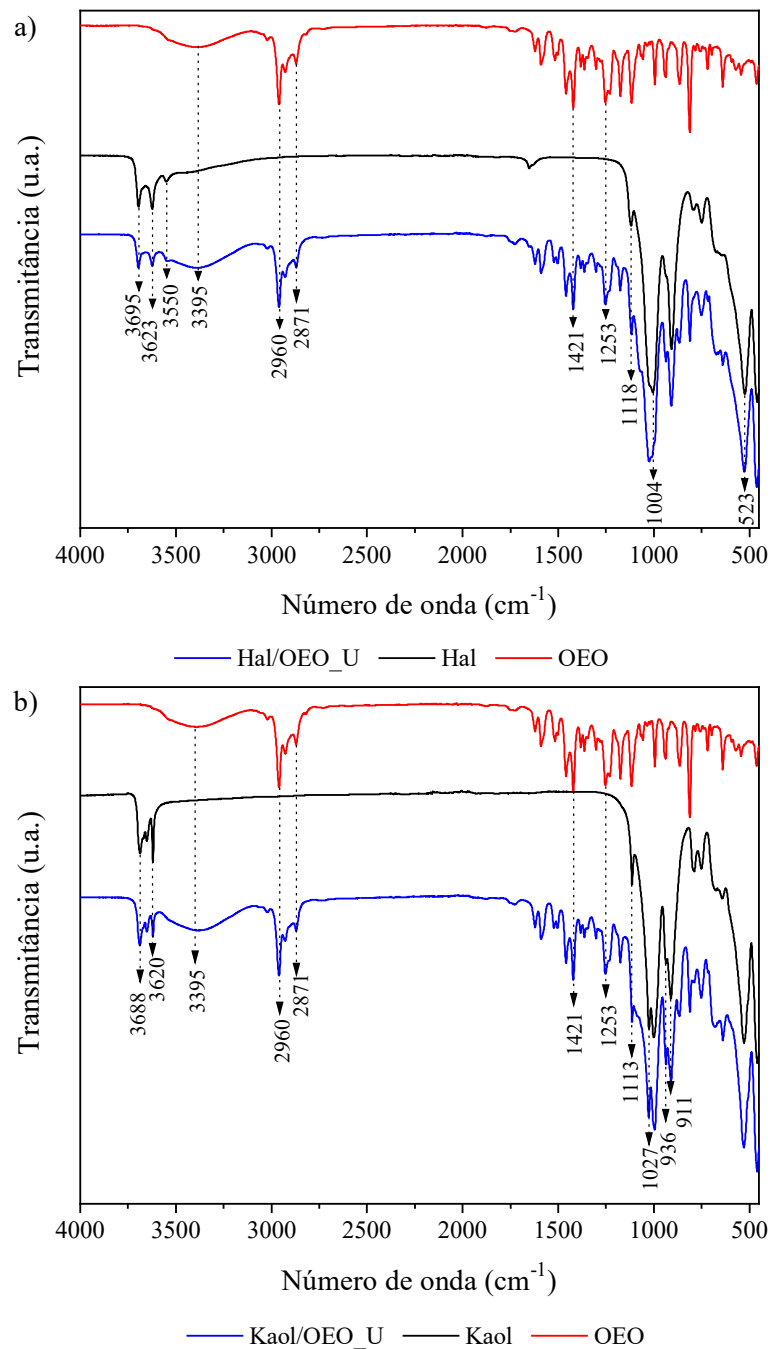 a)
Transmitância (u.a.)
3695
3623
3550
3395
2960
2871
1421
1253
1118
1004
523
4000 3500 3000 2500 2000 1500 1000 500
Número de onda (cm⁻¹)
Hal/OEO_U Hal OEO
b)
Transmitância (u.a.)
3688
3620
3395
2960
2871
1421
1253
1113
1027
936
911
4000 3500 3000 2500 2000 1500 1000 500
Número de onda (cm⁻¹)
Kaol/OEO_U Kaol OEO